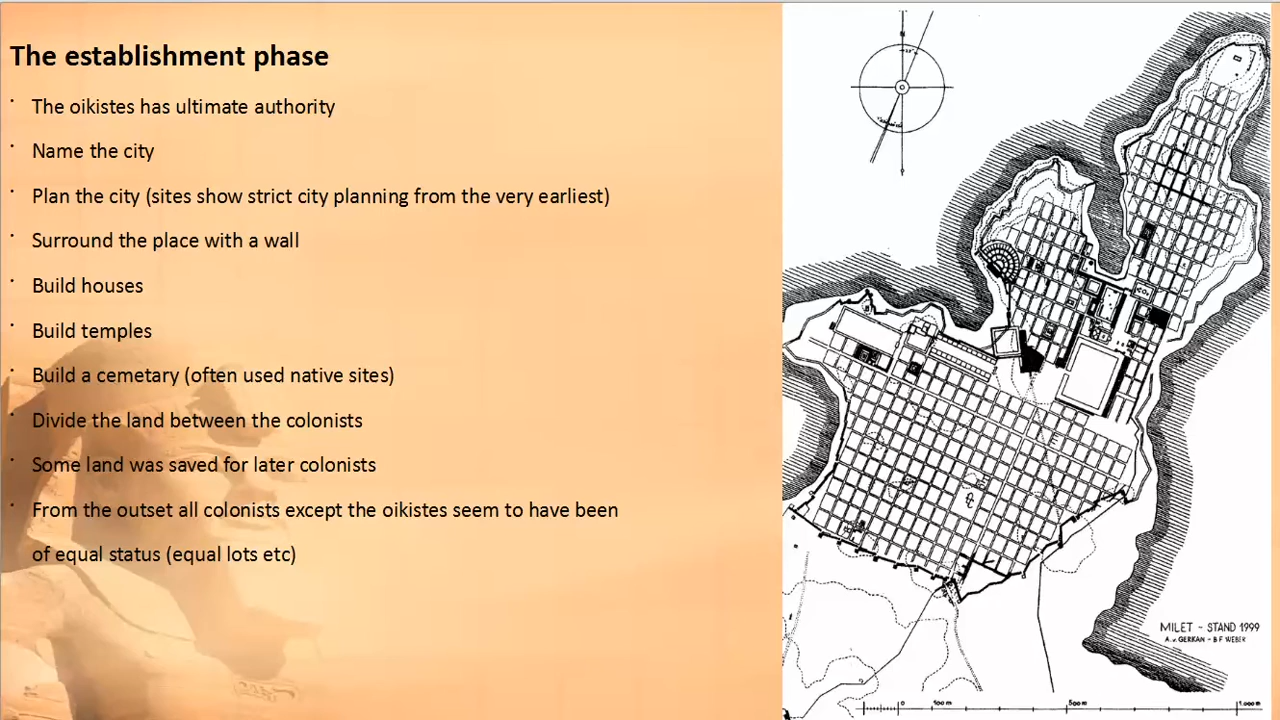 The establishment phase
· The oikistes has ultimate authority
· Name the city
· Plan the city (sites show strict city planning from the very earliest)
· Surround the place with a wall
· Build houses
· Build temples
· Build a cemetary (often used native sites)
· Divide the land between the colonists
· Some land was saved for later colonists
· From the outset all colonists except the oikistes seem to have been
of equal status (equal lots etc)
N
MILET - STAND 1999
A.v. GERKAN - B F WEBER
0 100 m 500 m 1.000 m